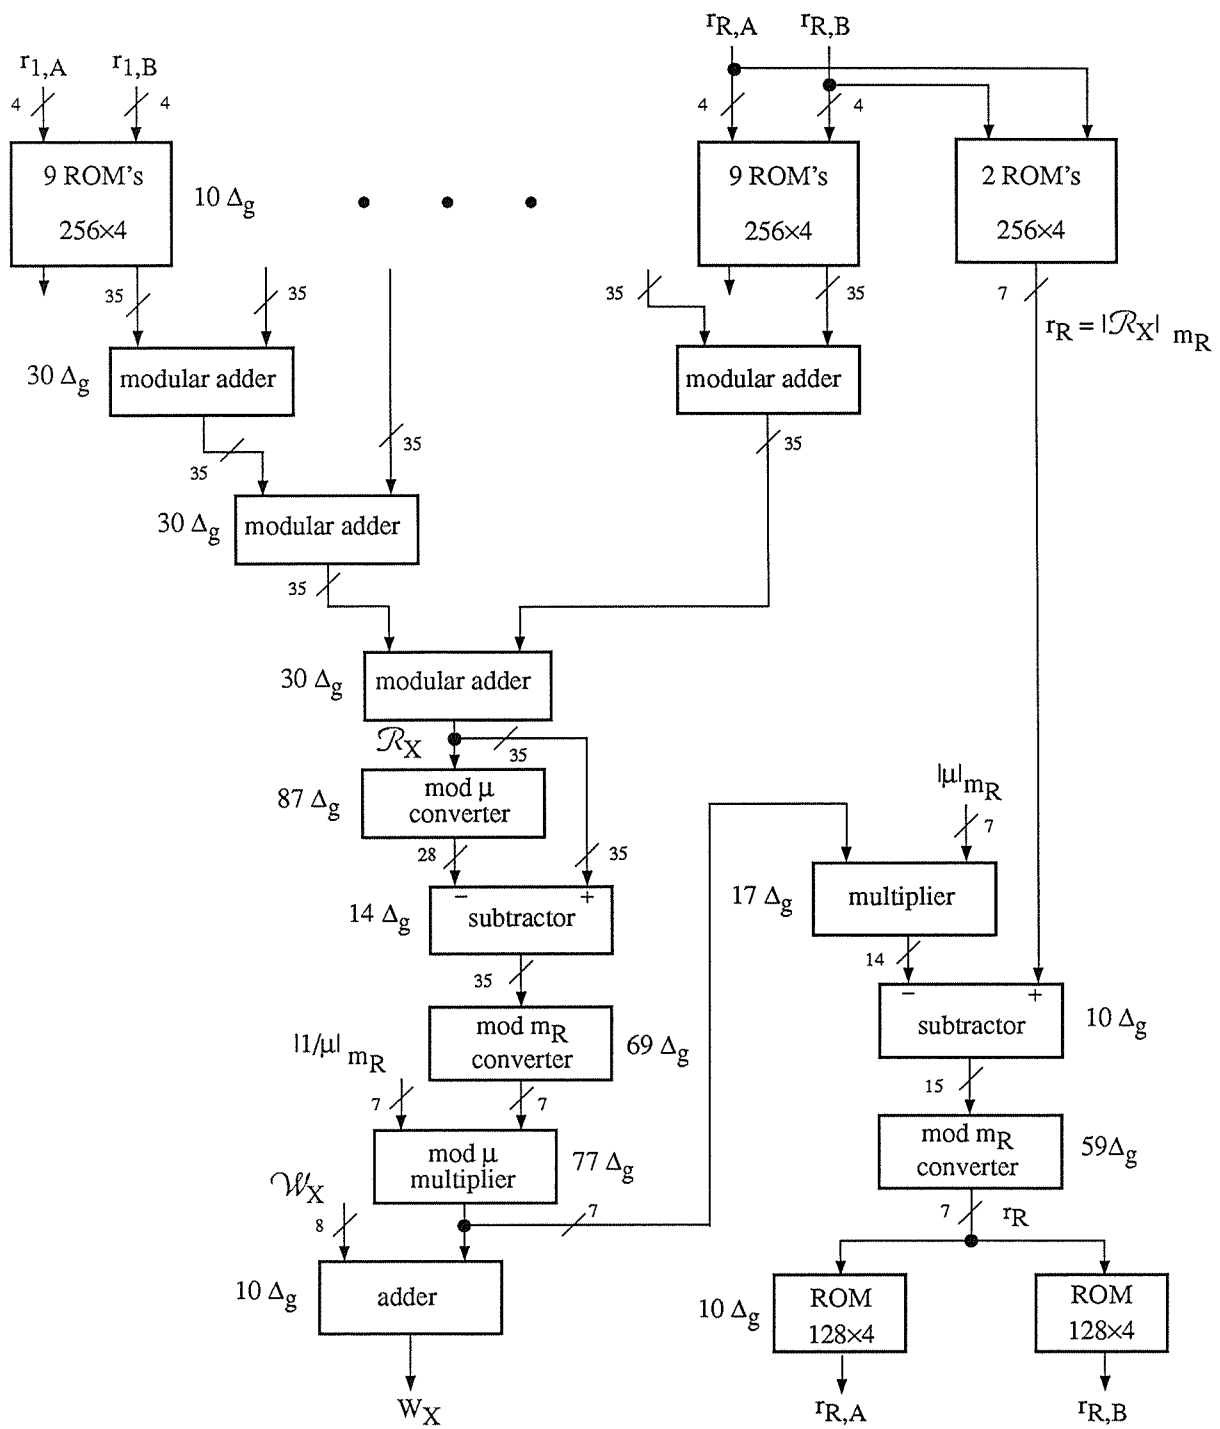 r1,A r1,B rR,A rR,B
4 4 4 4
9 ROM's 256×4
10 Δg
9 ROM's 256×4
2 ROM's 256×4
35 35 35 35 7
rR = |ℛX| mR
30 Δg modular adder
modular adder
35 35 35
30 Δg modular adder
35
30 Δg modular adder
ℛX 35
87 Δg mod μ converter
28 35
− +
14 Δg subtractor
35
mod mR converter 69 Δg
|1/μ| mR
7 7
mod μ multiplier 77 Δg
𝒲X
8 7
10 Δg adder
WX
|μ|mR
7
17 Δg multiplier
14
− +
subtractor 10 Δg
15
mod mR converter 59Δg
7 rR
10 Δg ROM 128×4
ROM 128×4
rR,A rR,B